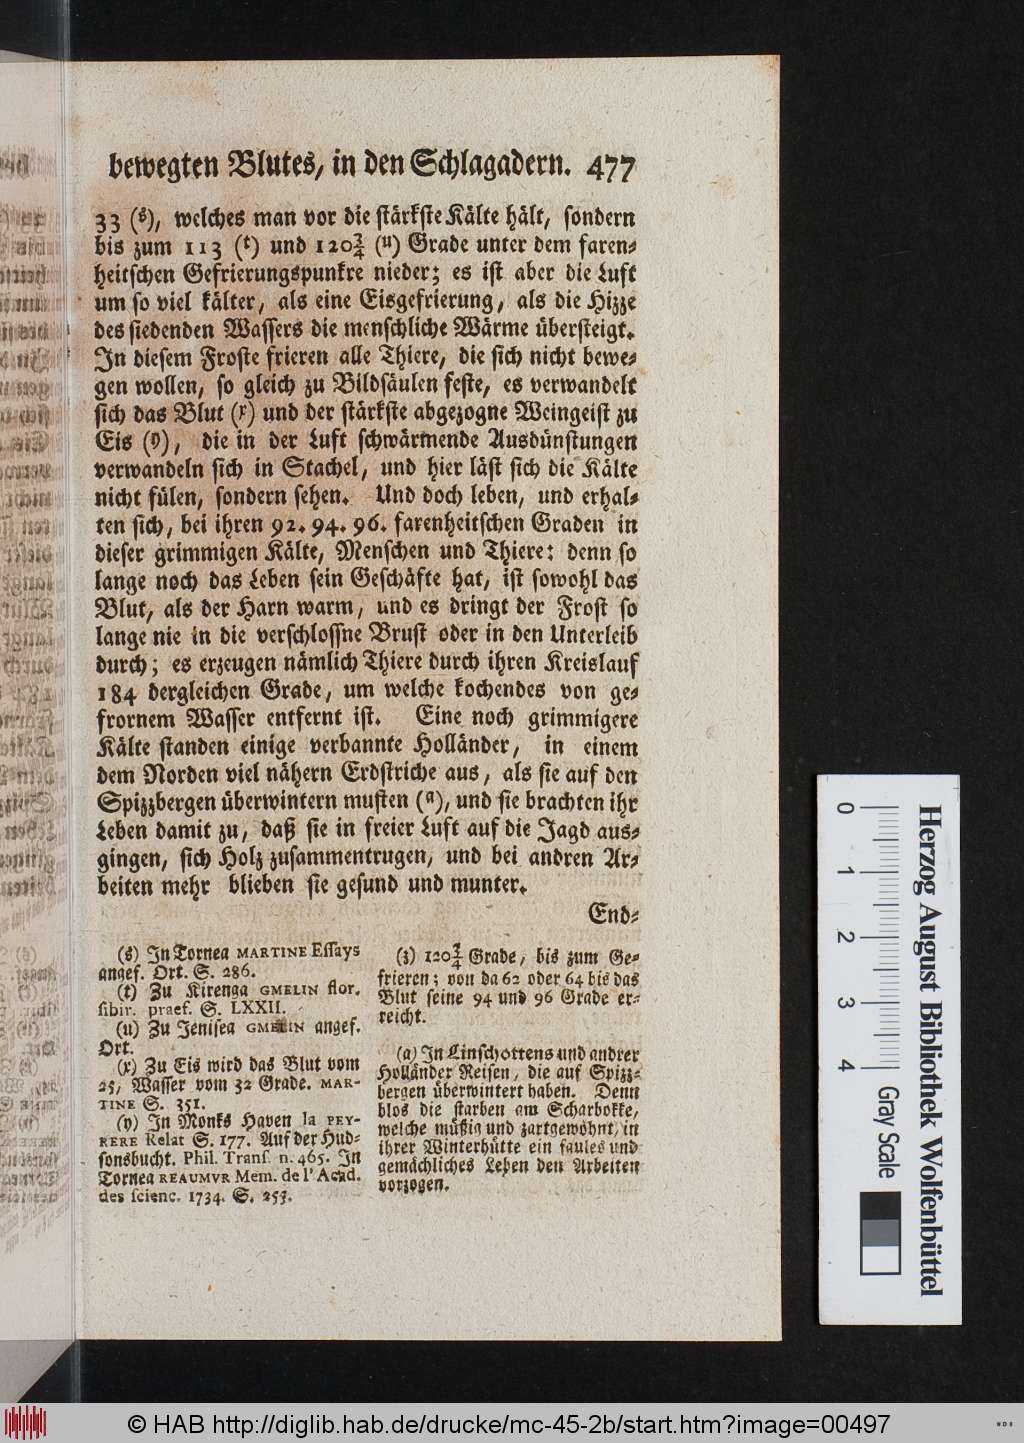 bewegten Blutes, in den Schlagadern. 477
33 (s), welches man vor die stärkste Kälte hält, sondern
bis zum 113 (t) und 120¾ (u) Grade unter dem faren-
heitschen Gefrierungspunkre nieder; es ist aber die Luft
um so viel kälter, als eine Eisgefrierung, als die Hizze
des siedenden Wassers die menschliche Wärme übersteigt.
In diesem Froste frieren alle Thiere, die sich nicht bewe-
gen wollen, so gleich zu Bildsäulen feste, es verwandelt
sich das Blut (x) und der stärkste abgezogne Weingeist zu
Eis (y), die in der Luft schwärmende Ausdünstungen
verwandeln sich in Stachel, und hier läst sich die Kälte
nicht fülen, sondern sehen. Und doch leben, und erhal-
ten sich, bei ihren 92. 94. 96. farenheitschen Graden in
dieser grimmigen Kälte, Menschen und Thiere: denn so
lange noch das Leben sein Geschäfte hat, ist sowohl das
Blut, als der Harn warm, und es dringt der Frost so
lange nie in die verschlossne Brust oder in den Unterleib
durch; es erzeugen nämlich Thiere durch ihren Kreislauf
184 dergleichen Grade, um welche kochendes von ge-
frornem Wasser entfernt ist. Eine noch grimmigere
Kälte standen einige verbannte Holländer, in einem
dem Norden viel nähern Erdstriche aus, als sie auf den
Spizzbergen überwintern musten (a), und sie brachten ihr
Leben damit zu, daß sie in freier Luft auf die Jagd aus-
gingen, sich Holz zusammentrugen, und bei andren Ar-
beiten mehr blieben sie gesund und munter.
End-
(s) In Tornea MARTINE Essays
angef. Ort. S. 286.
(t) Zu Kirenga GMELIN flor.
sibir. praef. S. LXXII.
(u) Zu Jenisea GMELIN angef.
Ort.
(x) Zu Eis wird das Blut vom
25, Wasser vom 32 Grade. MAR-
TINE S. 351.
(y) In Monks Haven la PEY-
RERE Relat S. 177. Auf der Hud-
sonsbucht. Phil. Trans. n. 465. In
Tornea REAUMVR Mem. de l'Acad.
des scienc. 1734. S. 253.
(z) 120¾ Grade, bis zum Ge-
frieren; von da 62 oder 64 bis das
Blut seine 94 und 96 Grade er-
reicht.
(a) In Linschottens und andrer
Holländer Reisen, die auf Spizz-
bergen überwintert haben. Denn
blos die starben am Scharbokke,
welche müßig und zartgewohnt, in
ihrer Winterhütte ein faules und
gemächliches Leben den Arbeiten
vorzogen.
0 1 2 3 4
Gray Scale
Herzog August Bibliothek Wolfenbüttel
© HAB http://diglib.hab.de/drucke/mc-45-2b/start.htm?image=00497